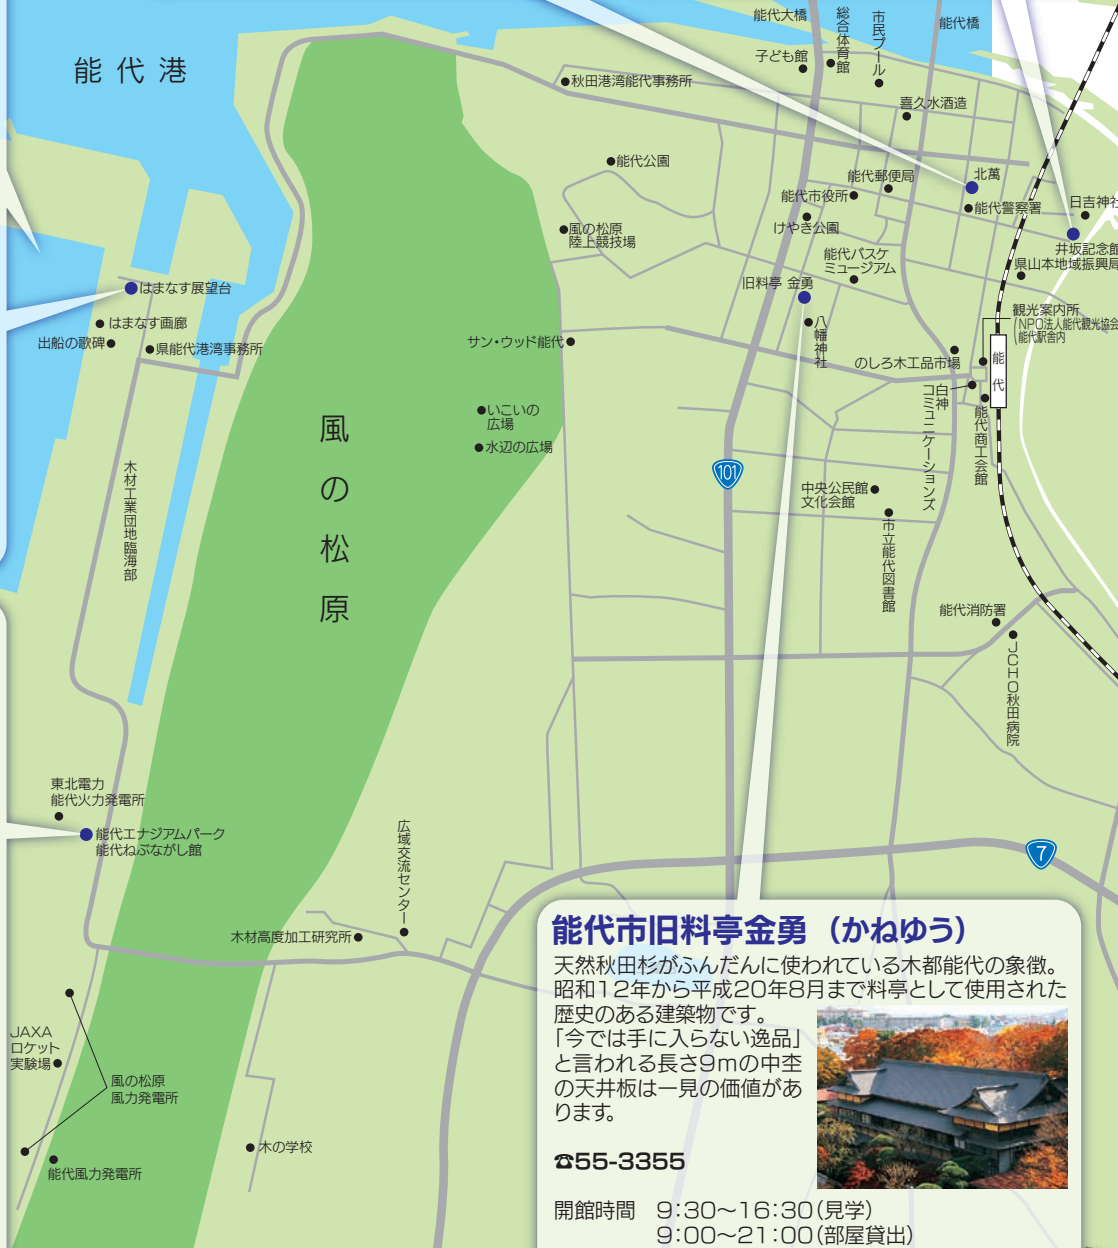 能代港
能代大橋
総合体育館
市民プール
能代橋
子ども館
秋田港湾能代事務所
喜久水酒造
能代公園
能代郵便局
北萬
能代市役所
能代警察署
日吉神社
けやき公園
風の松原
陸上競技場
井坂記念館
県山本地域振興局
能代バスケ
ミュージアム
旧料亭 金勇
はまなす展望台
観光案内所
NPO法人能代観光協会
能代駅舎内
はまなす画廊
出船の歌碑
県能代港湾事務所
八幡神社
サン・ウッド能代
のしろ木工品市場
能代
白神
コミュニケーションズ
能代商工会館
いこいの
広場
水辺の広場
風の松原
101
木材工業団地臨海部
中央公民館
文化会館
市立能代図書館
能代消防署
JCHO秋田病院
東北電力
能代火力発電所
能代エナジアムパーク
能代ねぶながし館
広域交流センター
7
木材高度加工研究所
JAXA
ロケット
実験場
風の松原
風力発電所
木の学校
能代風力発電所
能代市旧料亭金勇(かねゆう)
天然秋田杉がふんだんに使われている木都能代の象徴。
昭和12年から平成20年8月まで料亭として使用された
歴史のある建築物です。
「今では手に入らない逸品」
と言われる長さ9mの中杢
の天井板は一見の価値があ
ります。
☎55-3355
開館時間 9:30〜16:30(見学)
9:00〜21:00(部屋貸出)